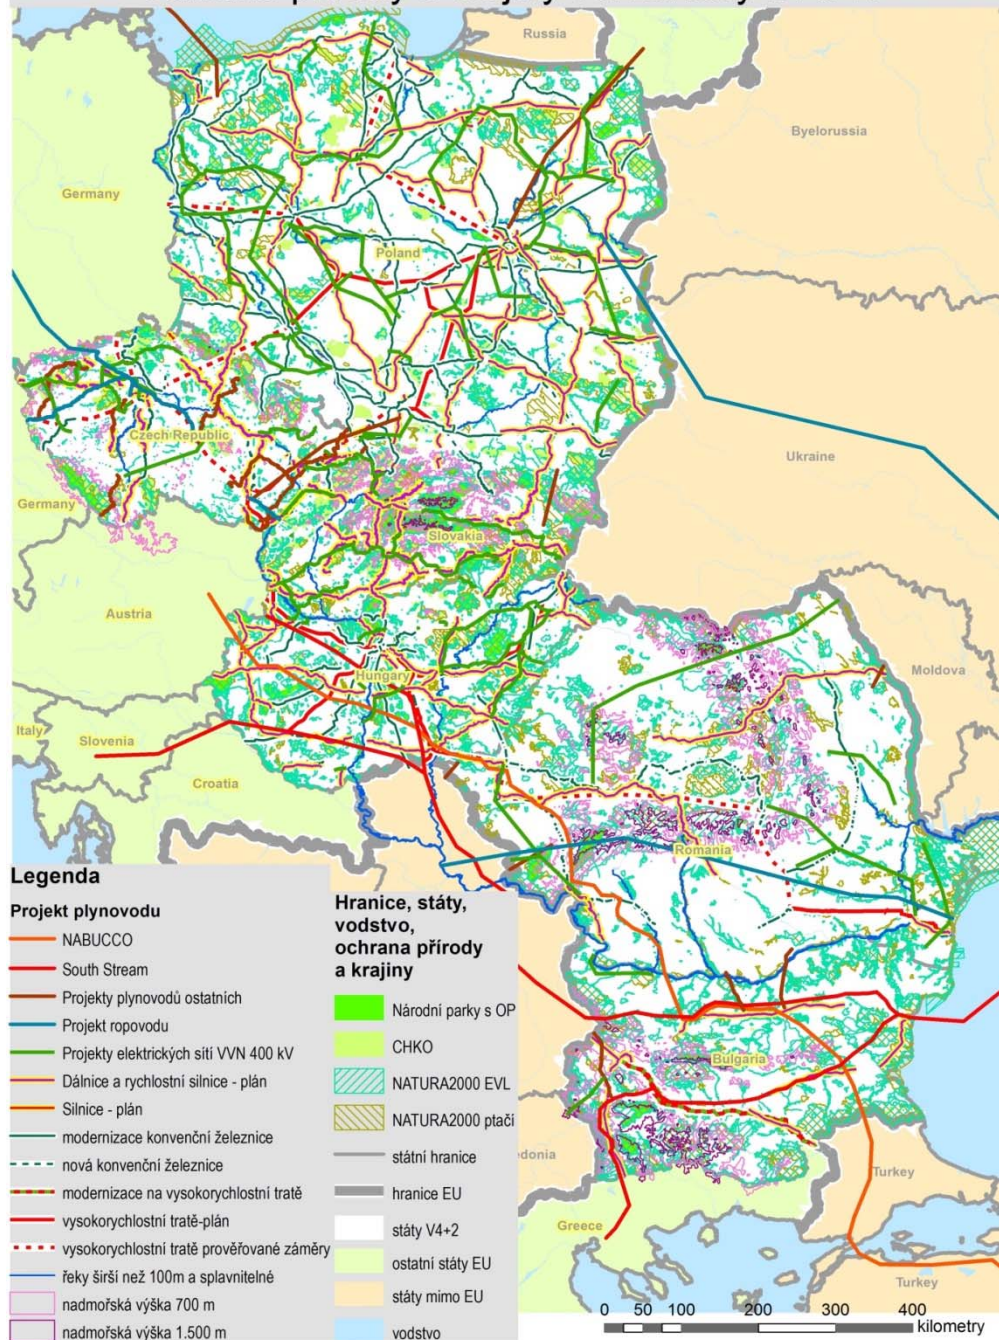 Russia
Byelorussia
Germany
Poland
Czech Republic
Germany
Ukraine
Slovakia
Austria
Moldova
Hungary
Italy
Slovenia
Croatia
Romania
Legenda
Projekt plynovodu
NABUCCO
South Stream
Projekty plynovodů ostatních
Projekt ropovodu
Projekty elektrických sítí VVN 400 kV
Dálnice a rychlostní silnice - plán
Silnice - plán
modernizace konvenční železnice
nová konvenční železnice
modernizace na vysokorychlostní tratě
vysokorychlostní tratě-plán
vysokorychlostní tratě prověřované záměry
řeky širší než 100m a splavnitelné
nadmořská výška 700 m
nadmořská výška 1.500 m
Hranice, státy,
vodstvo,
ochrana přírody
a krajiny
Národní parky s OP
CHKO
NATURA2000 EVL
NATURA2000 ptačí
státní hranice
hranice EU
státy V4+2
ostatní státy EU
státy mimo EU
vodstvo
Bulgaria
edonia
Turkey
Greece
Turkey
0 50 100 200 300 400
kilometry